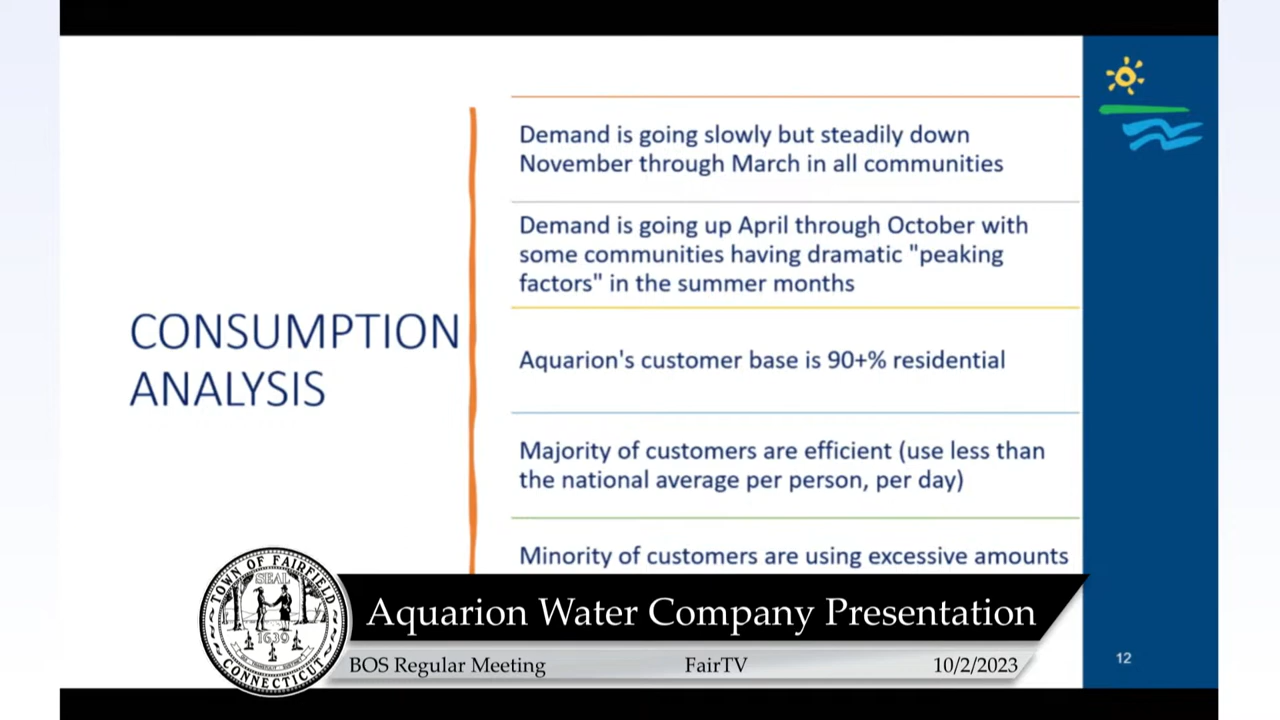 CONSUMPTION
ANALYSIS
Demand is going slowly but steadily down
November through March in all communities
Demand is going up April through October with
some communities having dramatic "peaking
factors" in the summer months
Aquarion's customer base is 90+% residential
Majority of customers are efficient (use less than
the national average per person, per day)
Minority of customers are using excessive amounts
TOWN OF FAIRFIELD
SEAL
1639
CONNECTICUT
Aquarion Water Company Presentation
BOS Regular Meeting FairTV 10/2/2023
12